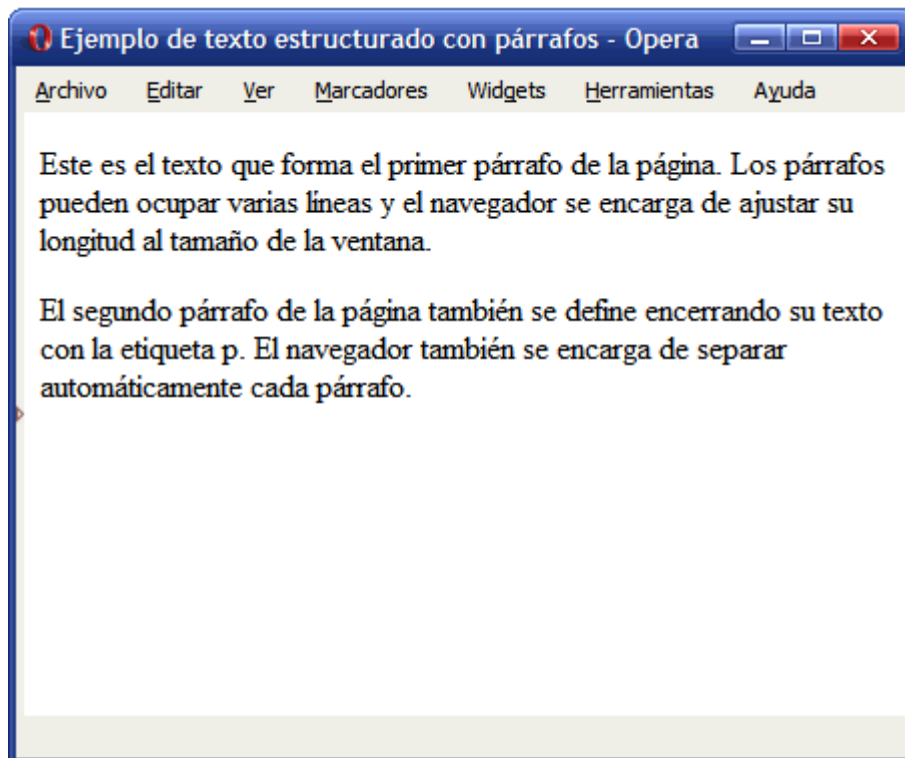 Ejemplo de texto estructurado con párrafos - Opera
Archivo Editar Ver Marcadores Widgets Herramientas Ayuda
Este es el texto que forma el primer párrafo de la página. Los párrafos
pueden ocupar varias líneas y el navegador se encarga de ajustar su
longitud al tamaño de la ventana.
El segundo párrafo de la página también se define encerrando su texto
con la etiqueta p. El navegador también se encarga de separar
automáticamente cada párrafo.